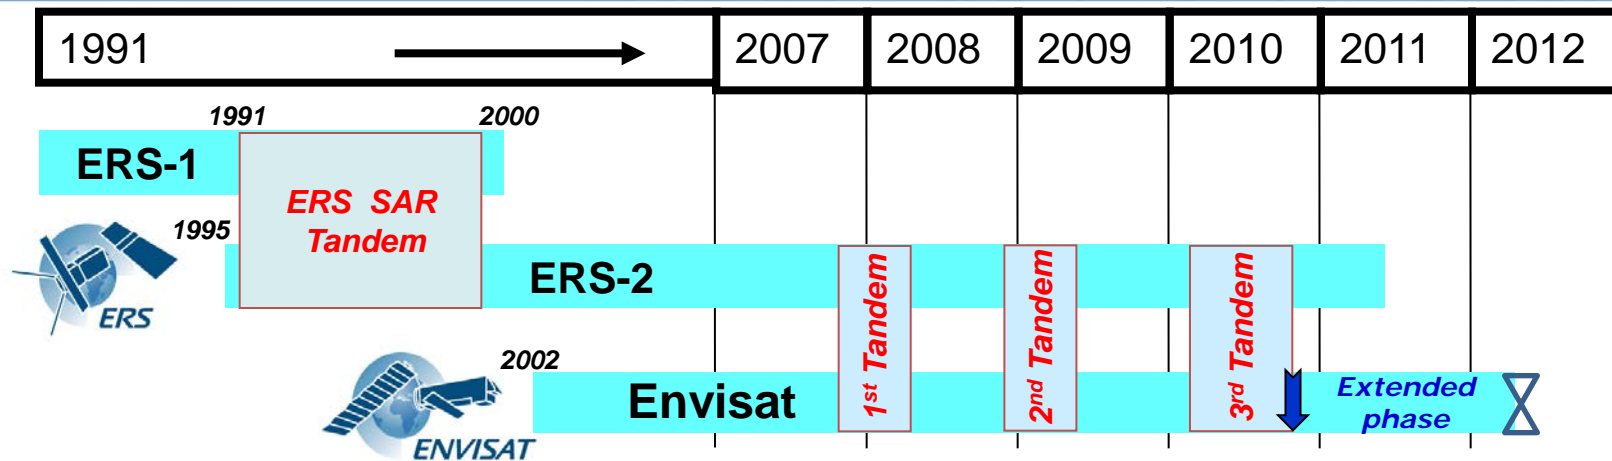 1991 2007 2008 2009 2010 2011 2012
1991 2000
ERS-1
ERS SAR
Tandem
1995
ERS-2
ERS
1st Tandem
2nd Tandem
3rd Tandem
2002
Envisat
Extended
phase
ENVISAT